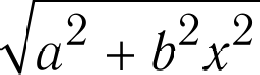 √(a² + b²x²)